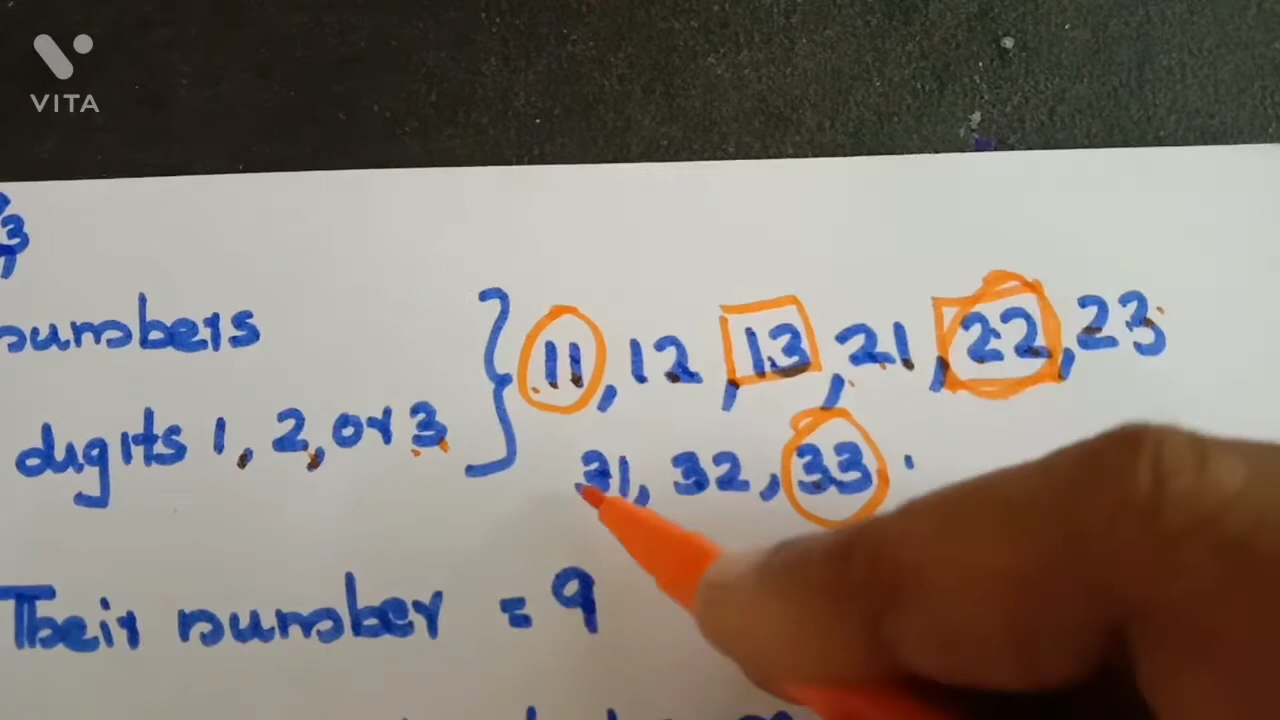 VITA
3
numbers
digits 1, 2, or 3
} 11, 12, 13, 21, 22, 23
31, 32, 33.
Their number = 9